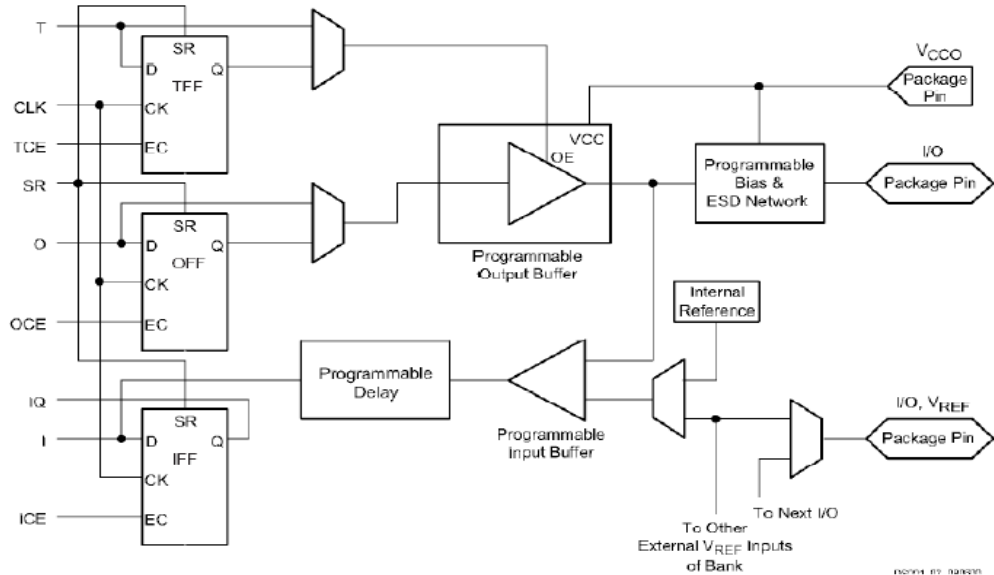 T
SR
D
Q
TFF
CLK
CK
TCE
EC
SR
SR
O
D
Q
OFF
CK
OCE
EC
VCC
OE
Programmable
Output Buffer
VCCO
Package
Pin
Programmable
Bias &
ESD Network
I/O
Package Pin
Internal
Reference
Programmable
Delay
Programmable
Input Buffer
IQ
SR
I
D
Q
IFF
CK
ICE
EC
I/O, VREF
Package Pin
To Next I/O
To Other
External VREF Inputs
of Bank